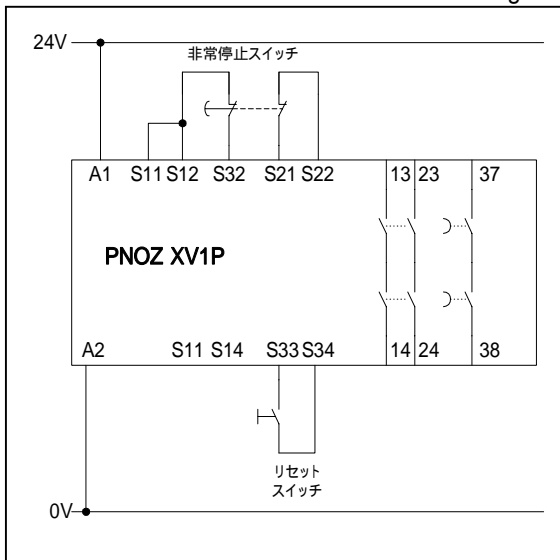 24V
非常停止スイッチ
A1 S11 S12 S32 S21 S22 13 23 37
PNOZ XV1P
A2 S11 S14 S33 S34 14 24 38
リセット
スイッチ
0V